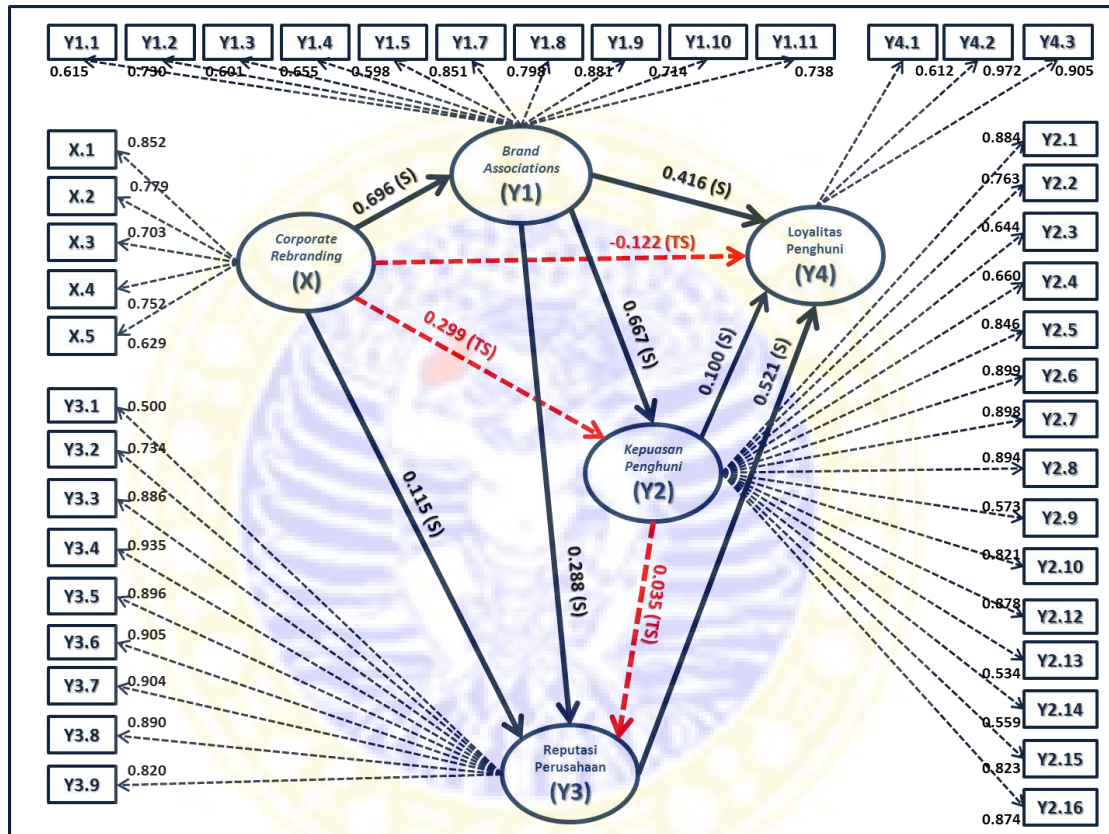 Y1.1 Y1.2 Y1.3 Y1.4 Y1.5 Y1.7 Y1.8 Y1.9 Y1.10 Y1.11 Y4.1 Y4.2 Y4.3
0.615 0.730 0.601 0.655 0.598 0.851 0.798 0.881 0.714 0.738 0.612 0.972 0.905
X.1
0.852
X.2
0.779
X.3
0.703
X.4
0.752
X.5
0.629
Brand
Associations
(Y1)
Corporate
Rebranding
(X)
Loyalitas
Penghuni
(Y4)
0.696 (S)
0.416 (S)
-0.122 (TS)
0.299 (TS)
0.667 (S)
0.100 (S)
0.521 (S)
0.115 (S)
0.288 (S)
0.035 (TS)
Kepuasan
Penghuni
(Y2)
Reputasi
Perusahaan
(Y3)
Y3.1
0.500
Y3.2
0.734
Y3.3
0.886
Y3.4
0.935
Y3.5
0.896
Y3.6
0.905
Y3.7
0.904
Y3.8
0.890
Y3.9
0.820
0.884
Y2.1
0.763
Y2.2
0.644
Y2.3
0.660
Y2.4
0.846
Y2.5
0.899
Y2.6
0.898
Y2.7
0.894
Y2.8
0.573
Y2.9
0.821
Y2.10
0.878
Y2.12
0.534
Y2.13
0.559
Y2.14
0.823
Y2.15
0.874
Y2.16